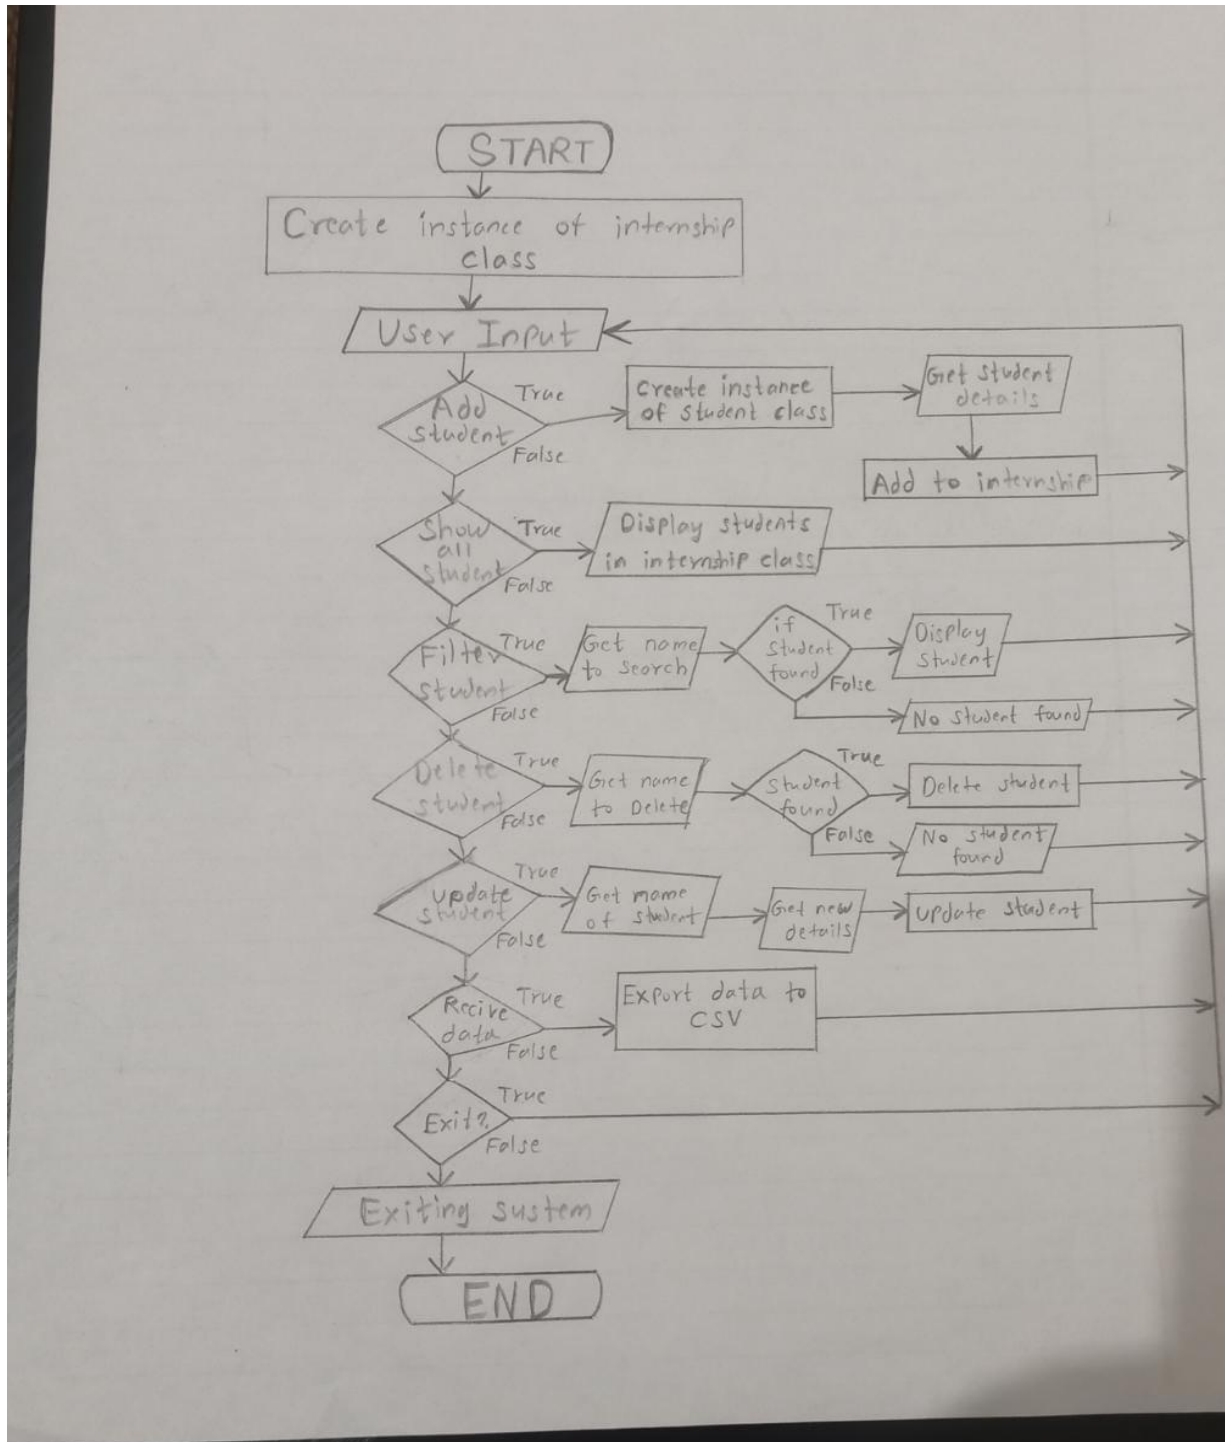 START
Create instance of internship
class
User Input
Add
student
True
False
Create instance
of student class
Get student
details
Add to internship
Show
all
student
True
False
Display students
in internship class
Filter
student
True
False
Get name
to search
if
student
found
True
False
Display
student
No student found
Delete
student
True
False
Get name
to Delete
student
found
True
False
Delete student
No student
found
update
student
True
False
Get mame
of student
Get new
details
update student
Recive
data
True
False
Export data to
CSV
Exit?
True
False
Exiting sustem
END